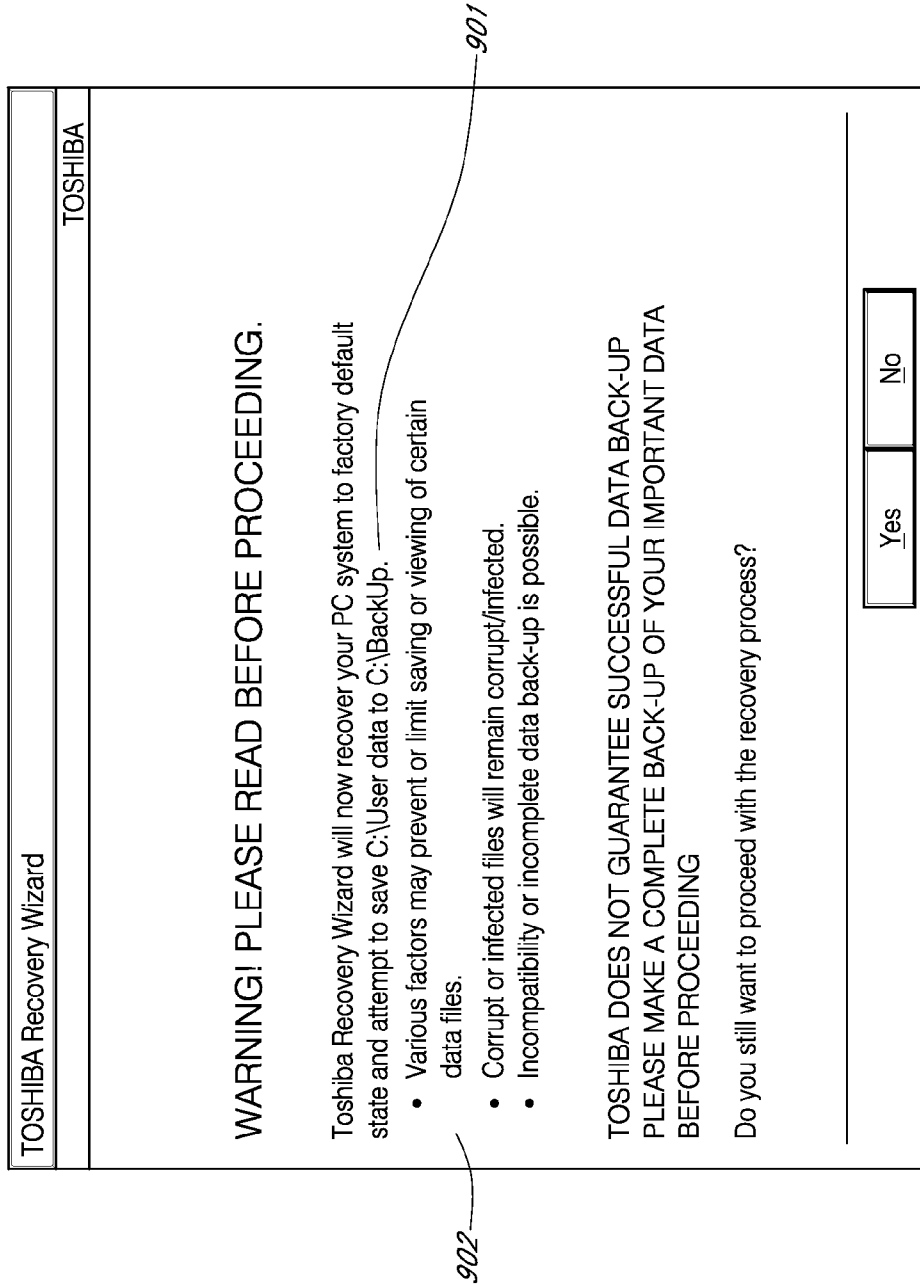 TOSHIBA Recovery Wizard
TOSHIBA
WARNING! PLEASE READ BEFORE PROCEEDING.
Toshiba Recovery Wizard will now recover your PC system to factory default
state and attempt to save C:\User data to C:\BackUp.
901
902
• Various factors may prevent or limit saving or viewing of certain
data files.
• Corrupt or infected files will remain corrupt/infected.
• Incompatibility or incomplete data back-up is possible.
TOSHIBA DOES NOT GUARANTEE SUCCESSFUL DATA BACK-UP
PLEASE MAKE A COMPLETE BACK-UP OF YOUR IMPORTANT DATA
BEFORE PROCEEDING
Do you still want to proceed with the recovery process?
Yes
No